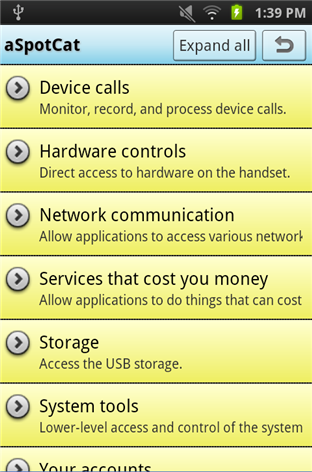 1:39 PM
aSpotCat
Expand all
Device calls
Monitor, record, and process device calls.
Hardware controls
Direct access to hardware on the handset.
Network communication
Allow applications to access various network
Services that cost you money
Allow applications to do things that can cost
Storage
Access the USB storage.
System tools
Lower-level access and control of the system
Your accounts